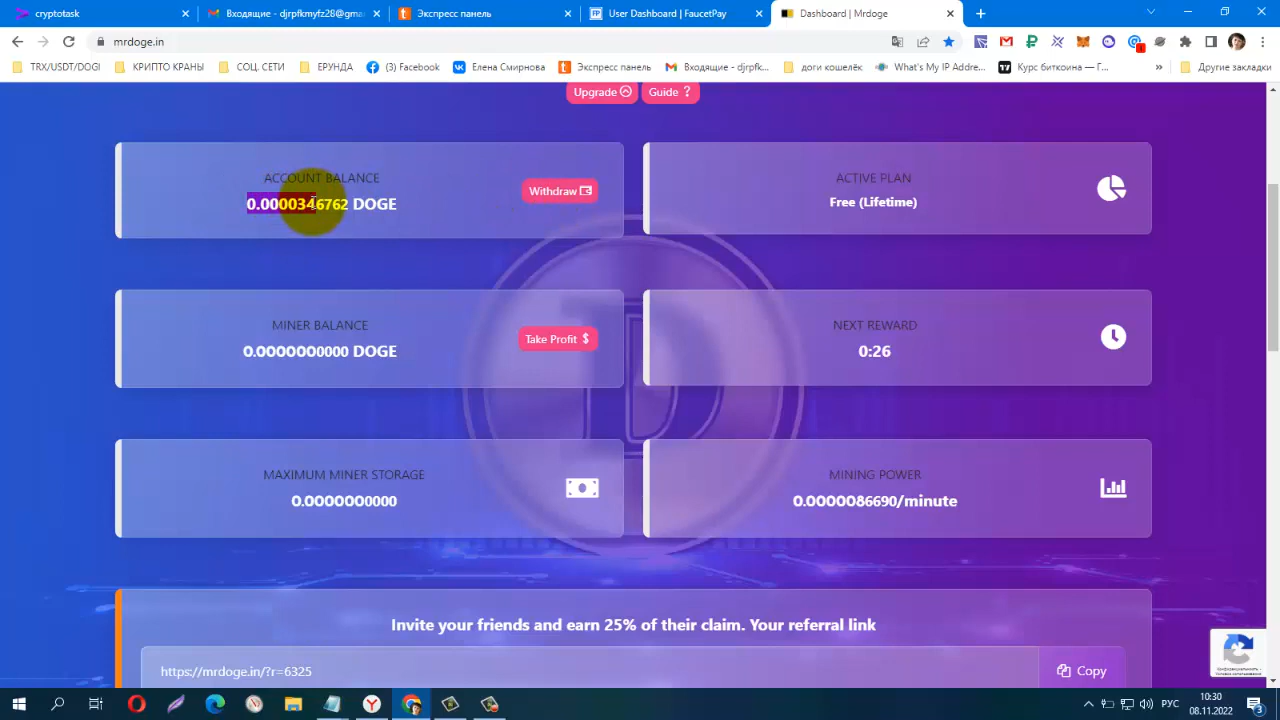 cryptotask
Входящие - djrpfkmyfz28@gma
Экспресс панель
User Dashboard | FaucetPay
Dashboard | Mrdoge
mrdoge.in
TRX/USDT/DOGI
КРИПТО КРАНЫ
СОЦ. СЕТИ
ЕРУНДА
(3) Facebook
Елена Смирнова
Экспресс панель
Входящие - djrpfk...
доги кошелёк
What's My IP Addre...
Курс биткоина — Г...
»
Другие закладки
Upgrade
Guide ?
ACCOUNT BALANCE
0.0000346762 DOGE
Withdraw
ACTIVE PLAN
Free (Lifetime)
MINER BALANCE
0.0000000000 DOGE
Take Profit $
NEXT REWARD
0:26
MAXIMUM MINER STORAGE
0.0000000000
MINING POWER
0.0000086690/minute
Invite your friends and earn 25% of their claim. Your referral link
https://mrdoge.in/?r=6325
Copy
РУС
10:30
08.11.2022